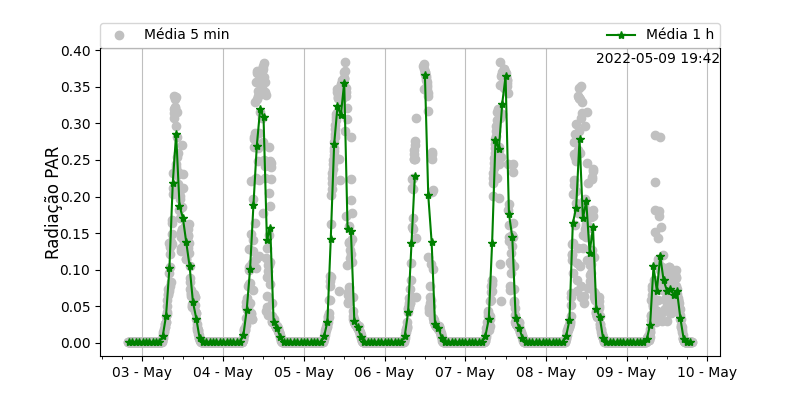 Média 5 min
Média 1 h
2022-05-09 19:42
Radiação PAR
0.40
0.35
0.30
0.25
0.20
0.15
0.10
0.05
0.00
03 - May
04 - May
05 - May
06 - May
07 - May
08 - May
09 - May
10 - May